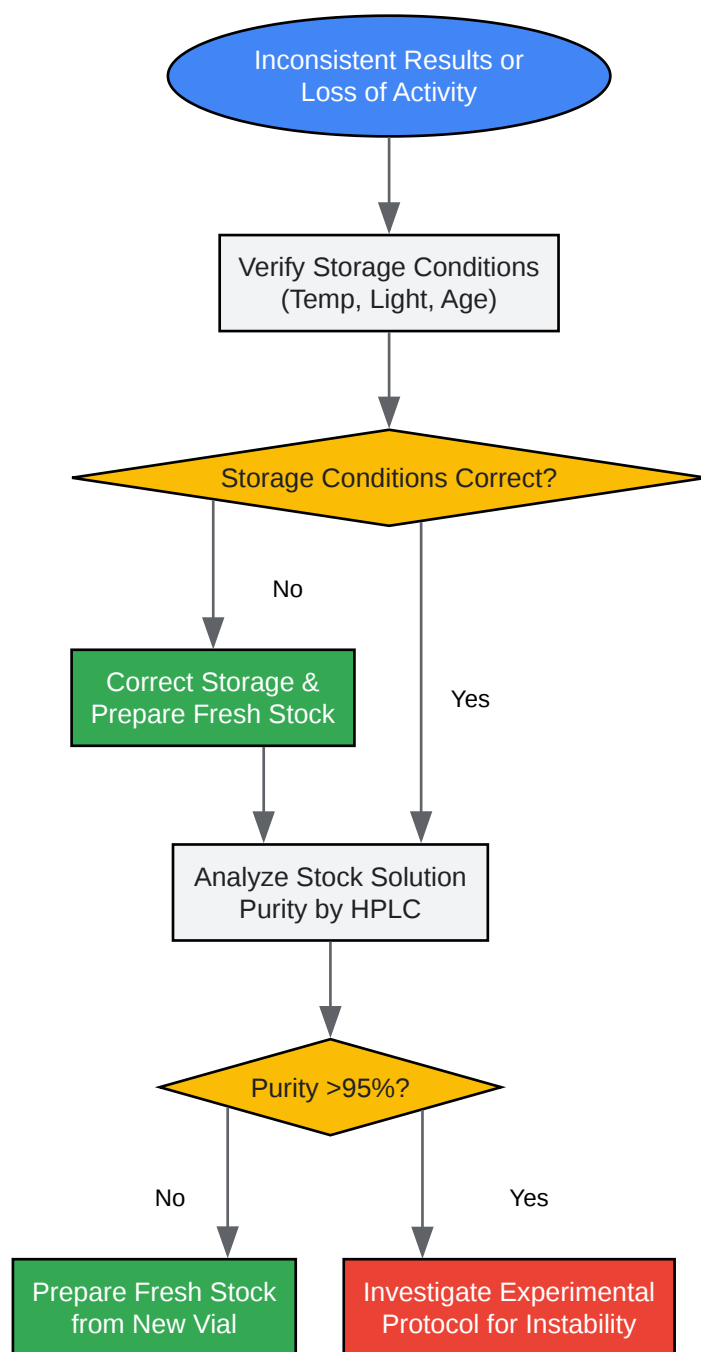 Inconsistent Results or
Loss of Activity
Verify Storage Conditions
(Temp, Light, Age)
Storage Conditions Correct?
No
Correct Storage &
Prepare Fresh Stock
Yes
Analyze Stock Solution
Purity by HPLC
Purity >95%?
No
Yes
Prepare Fresh Stock
from New Vial
Investigate Experimental
Protocol for Instability